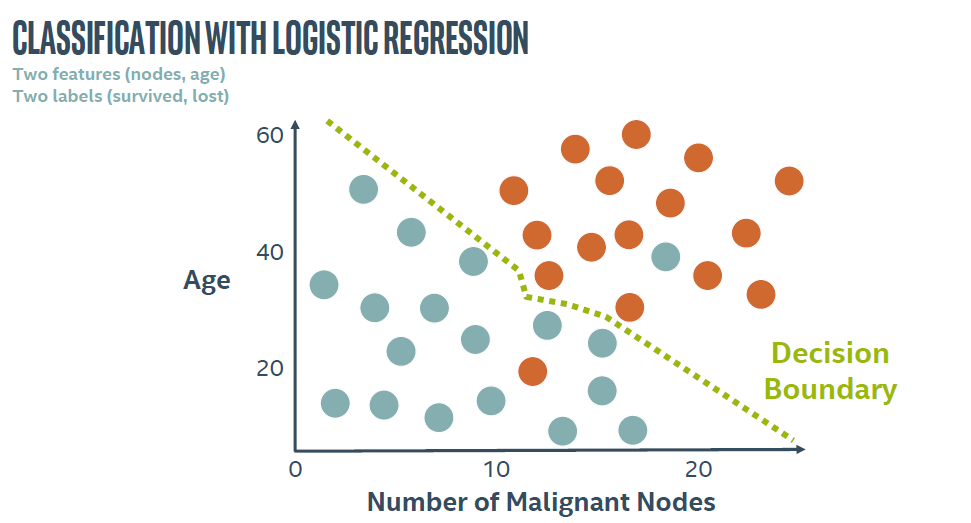 CLASSIFICATION WITH LOGISTIC REGRESSION
Two features (nodes, age)
Two labels (survived, lost)
60
40
Age
20
Decision
Boundary
0
10
20
Number of Malignant Nodes